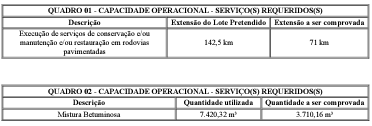 QUADRO 01 - CAPACIDADE OPERACIONAL - SERVIÇO(S) REQUERIDOS(S)
Descrição Extensão do Lote Pretendido Extensão a ser comprovada
Execução de serviços de conservação e/ou
manutenção e/ou restauração em rodovias
pavimentadas
142,5 km 71 km
QUADRO 02 - CAPACIDADE OPERACIONAL - SERVIÇO(S) REQUERIDOS(S)
Descrição Quantidade utilizada Quantidade a ser comprovada
Mistura Betuminosa 7.420,32 m³ 3.710,16 m³